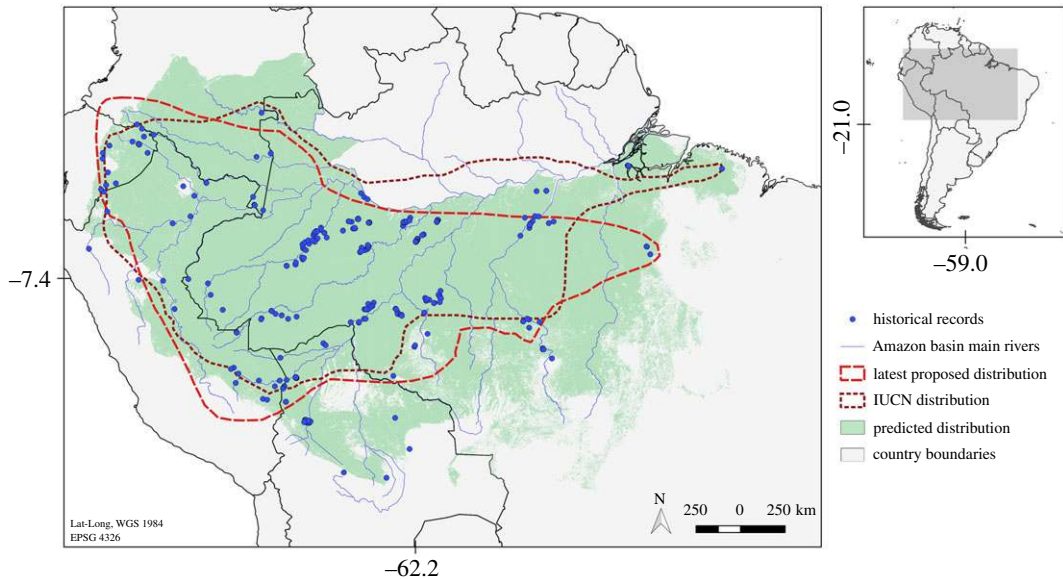 −7.4
−62.2
Lat-Long, WGS 1984
EPSG 4326
N
250 0 250 km
−21.0
−59.0
historical records
Amazon basin main rivers
latest proposed distribution
IUCN distribution
predicted distribution
country boundaries